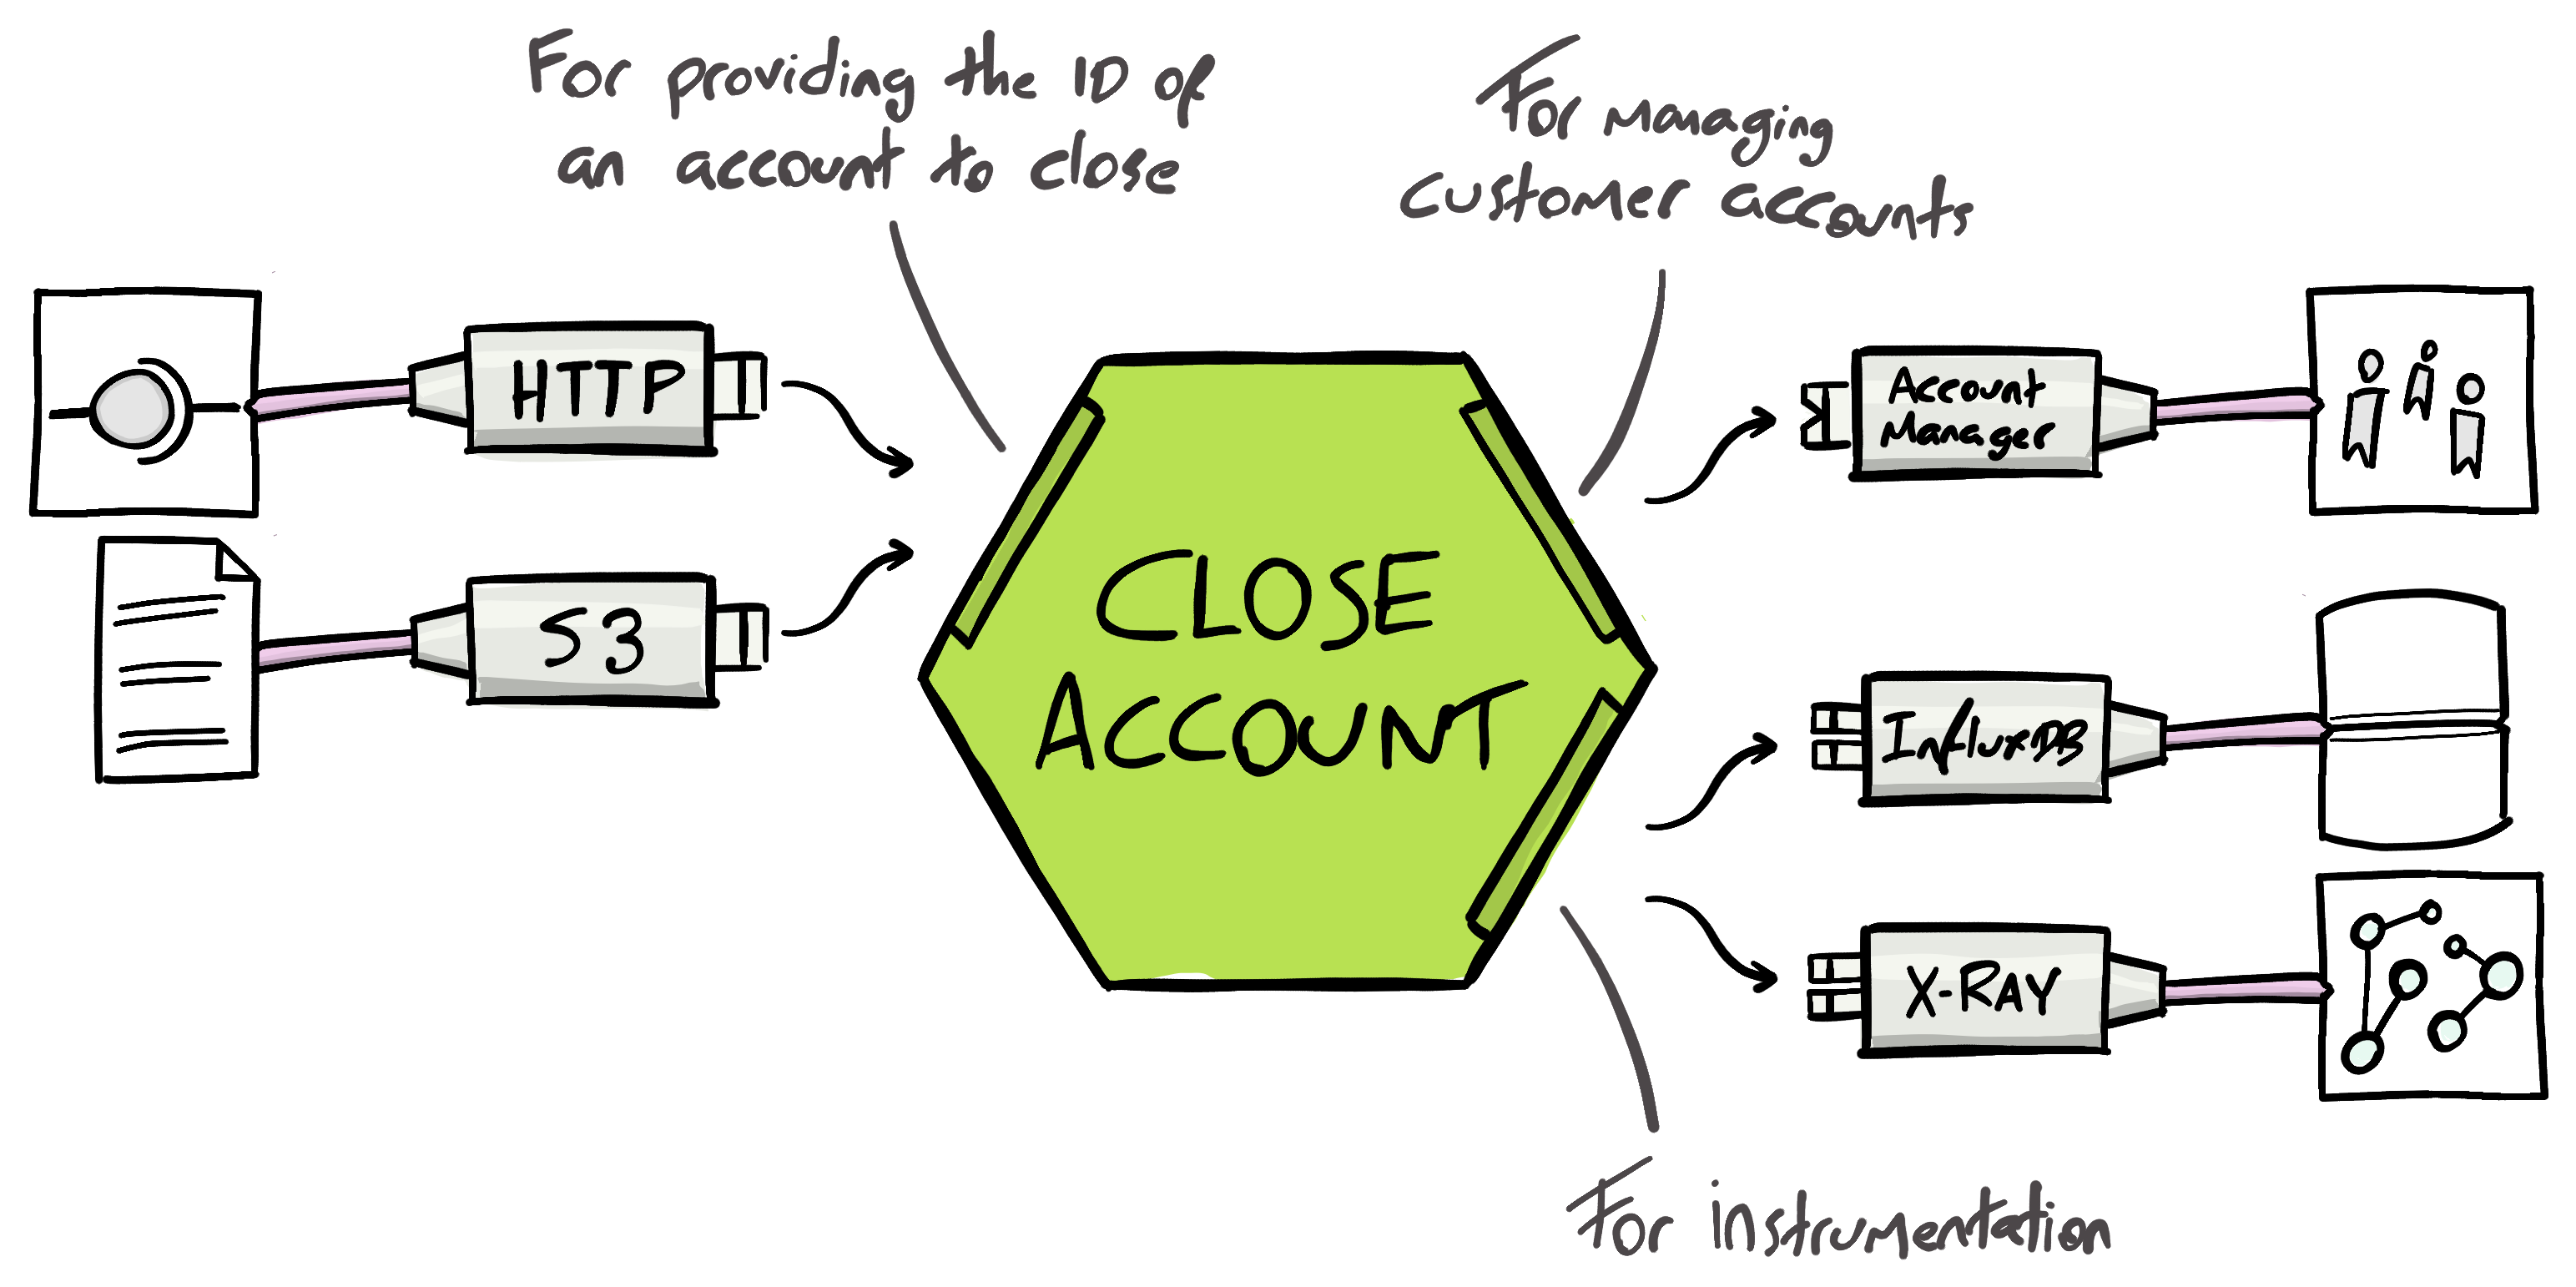 For providing the ID of
an account to close
For managing
customer accounts
HTTP
S3
CLOSE
ACCOUNT
Account
Manager
InfluxDB
X-RAY
For instrumentation